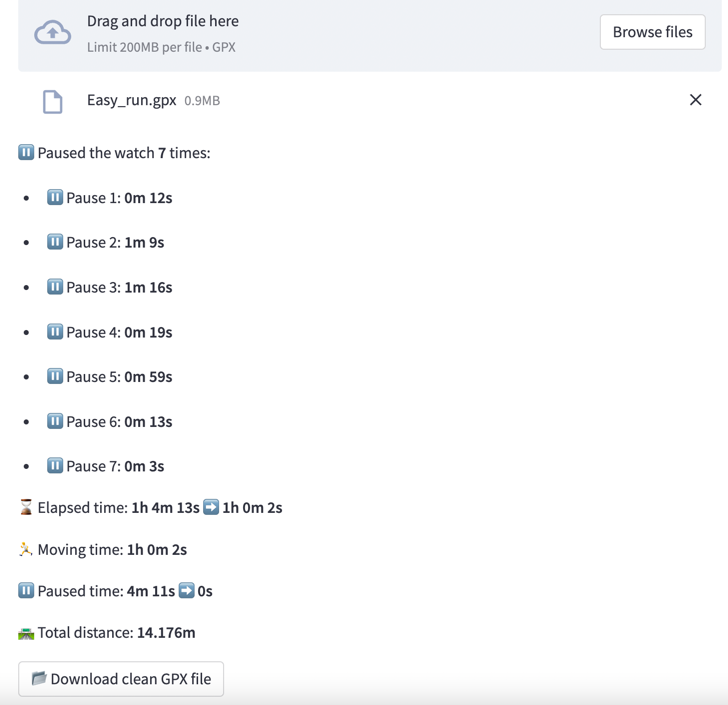 Drag and drop file here
Limit 200MB per file • GPX
Browse files
Easy_run.gpx 0.9MB
Paused the watch 7 times:
• Pause 1: 0m 12s
• Pause 2: 1m 9s
• Pause 3: 1m 16s
• Pause 4: 0m 19s
• Pause 5: 0m 59s
• Pause 6: 0m 13s
• Pause 7: 0m 3s
Elapsed time: 1h 4m 13s ➡️ 1h 0m 2s
Moving time: 1h 0m 2s
Paused time: 4m 11s ➡️ 0s
Total distance: 14.176m
Download clean GPX file